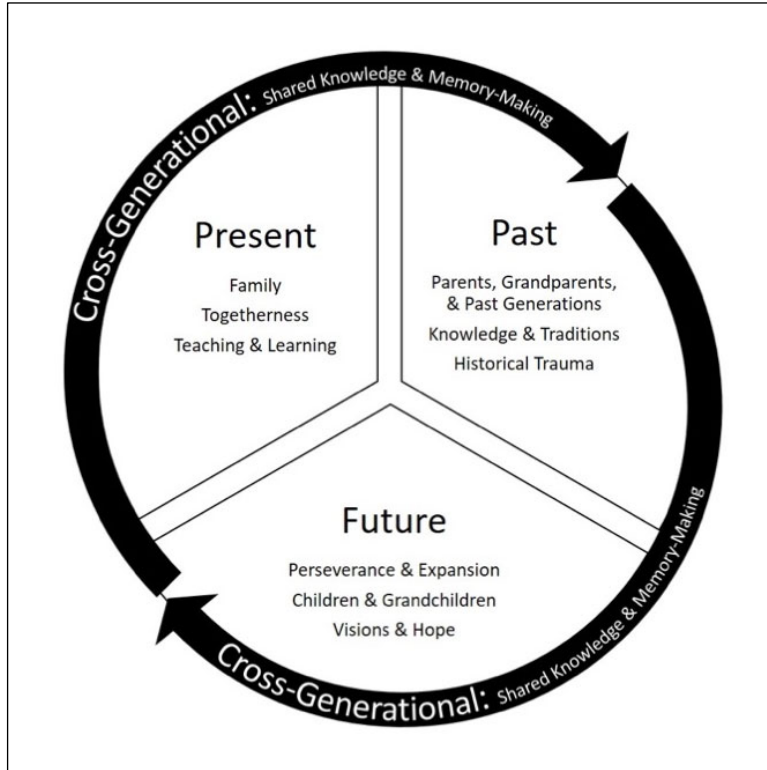 Cross-Generational: Shared Knowledge & Memory-Making
Present
Family
Togetherness
Teaching & Learning
Past
Parents, Grandparents,
& Past Generations
Knowledge & Traditions
Historical Trauma
Future
Perseverance & Expansion
Children & Grandchildren
Visions & Hope
Cross-Generational: Shared Knowledge & Memory-Making